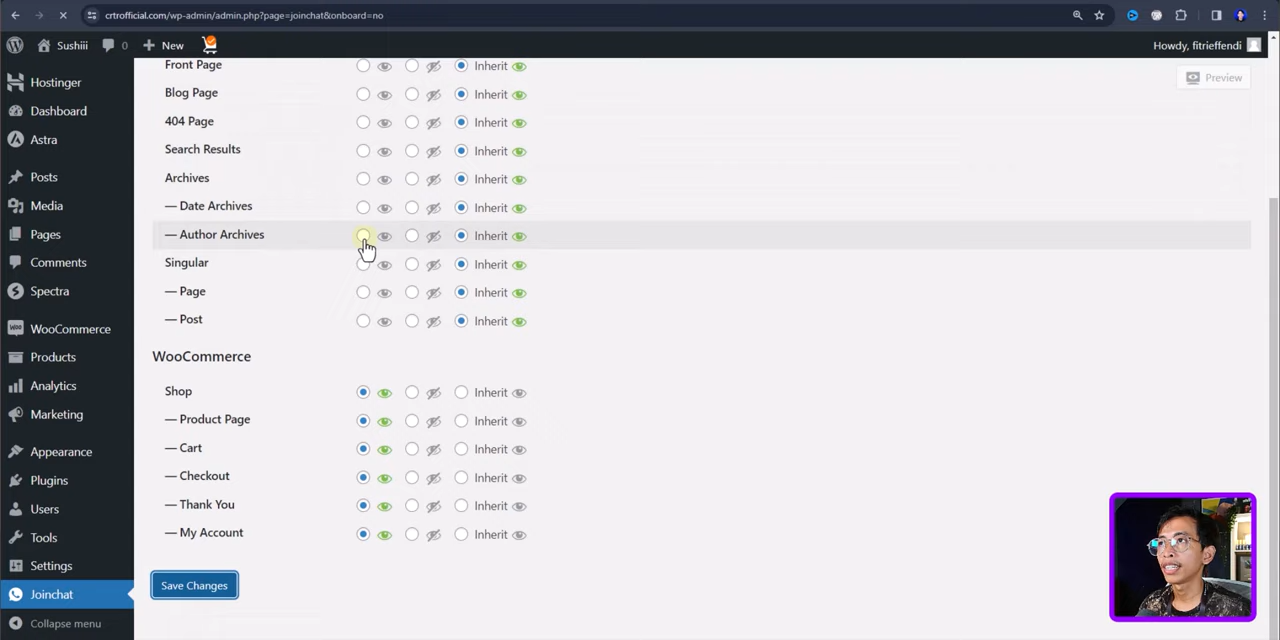 crtrofficial.com/wp-admin/admin.php?page=joinchat&onboard=no
Sushiii
0
New
Howdy, fitrieffendi
Hostinger
Dashboard
Astra
Posts
Media
Pages
Comments
Spectra
WooCommerce
Products
Analytics
Marketing
Appearance
Plugins
Users
Tools
Settings
Joinchat
Collapse menu
Preview
Front Page Inherit
Blog Page Inherit
404 Page Inherit
Search Results Inherit
Archives Inherit
— Date Archives Inherit
— Author Archives Inherit
Singular Inherit
— Page Inherit
— Post Inherit
WooCommerce
Shop Inherit
— Product Page Inherit
— Cart Inherit
— Checkout Inherit
— Thank You Inherit
— My Account Inherit
Save Changes